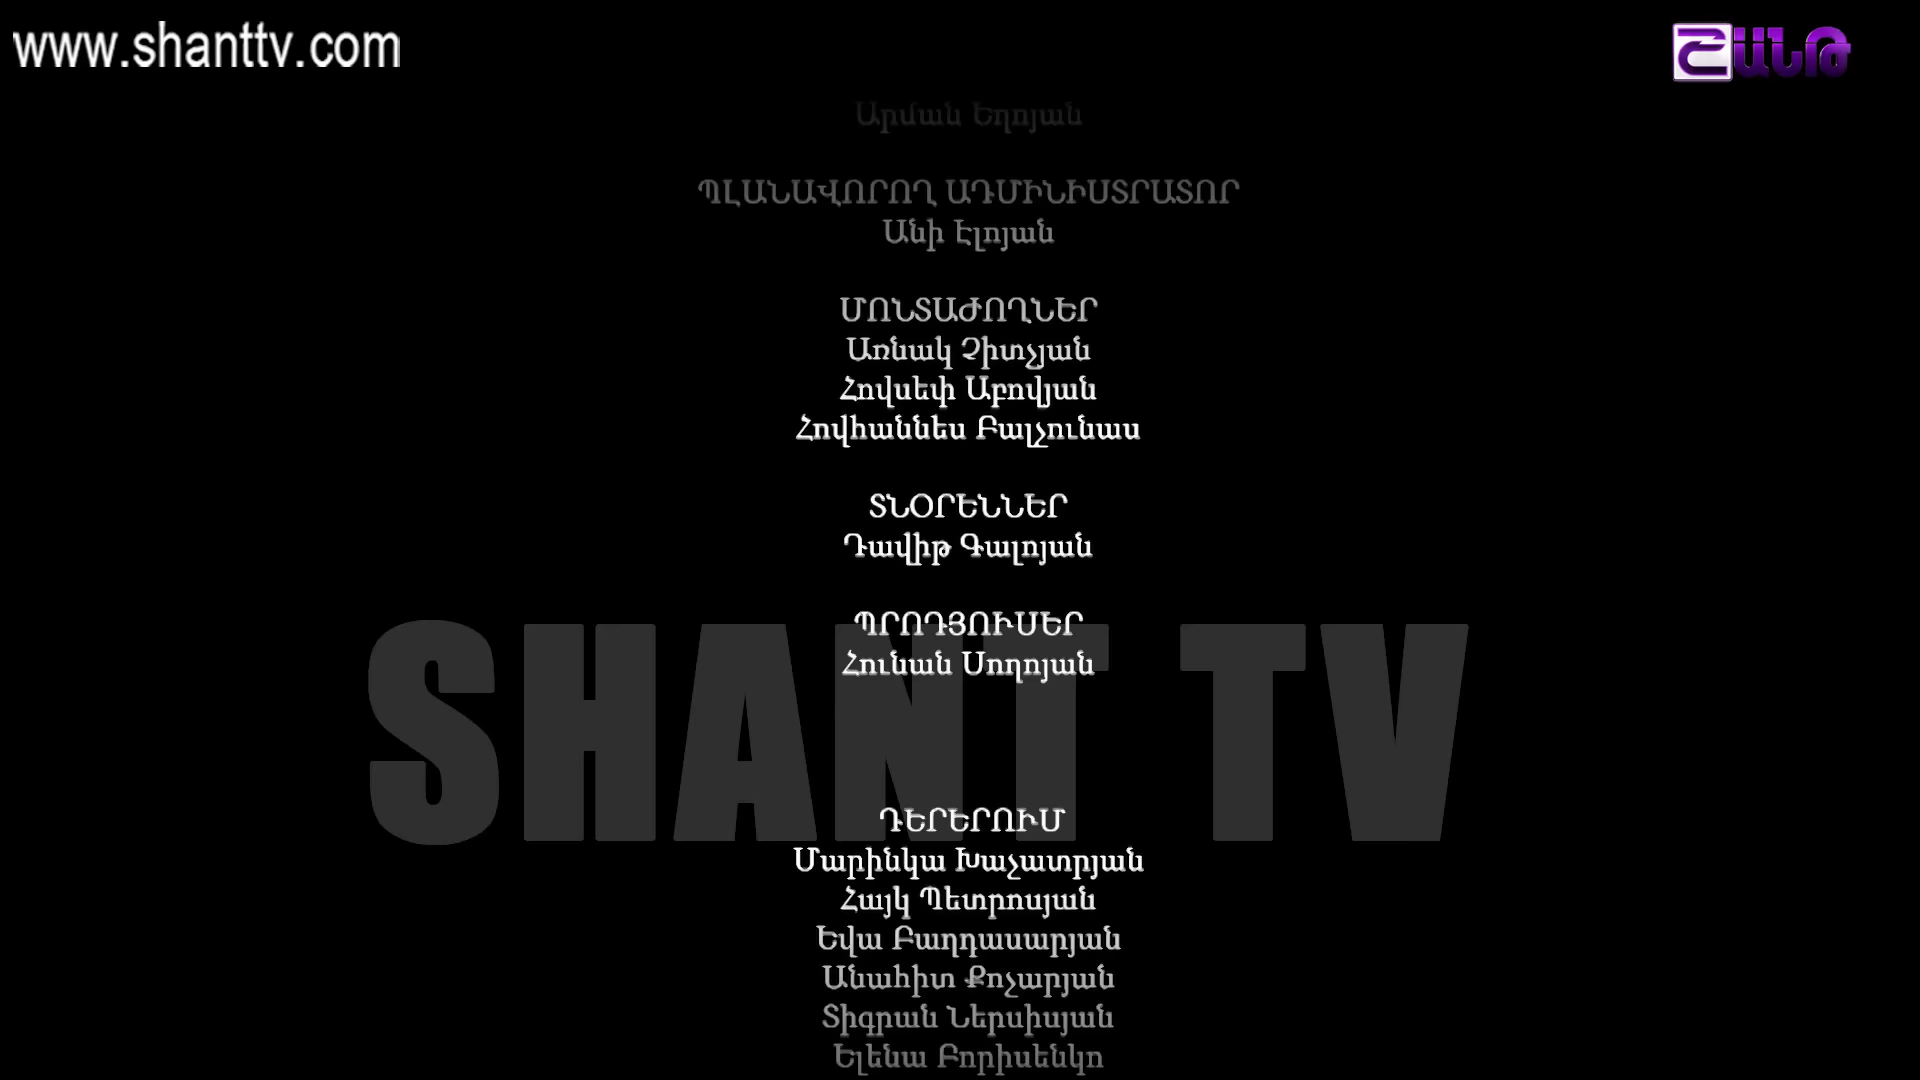 www.shanttv.com
ՇԱՆԹ
Արման Եղոյան
ՊԼԱՆԱՎՈՐՈՂ ԱԴՄԻՆԻՍՏՐԱՏՈՐ
Անի Էլոյան
ՄՈՆՏԱԺՈՂՆԵՐ
Առնակ Չիտչյան
Հովսեփ Աբովյան
Հովհաննես Բալչունաս
ՏՆՕՐԵՆՆԵՐ
Դավիթ Գալոյան
ՊՐՈԴՅՈՒՍԵՐ
Հունան Սողոյան
SHANT TV
ԴԵՐԵՐՈՒՄ
Մարինկա Խաչատրյան
Հայկ Պետրոսյան
Եվա Բաղդասարյան
Անահիտ Քոչարյան
Տիգրան Ներսիսյան
Ելենա Բորիսենկո